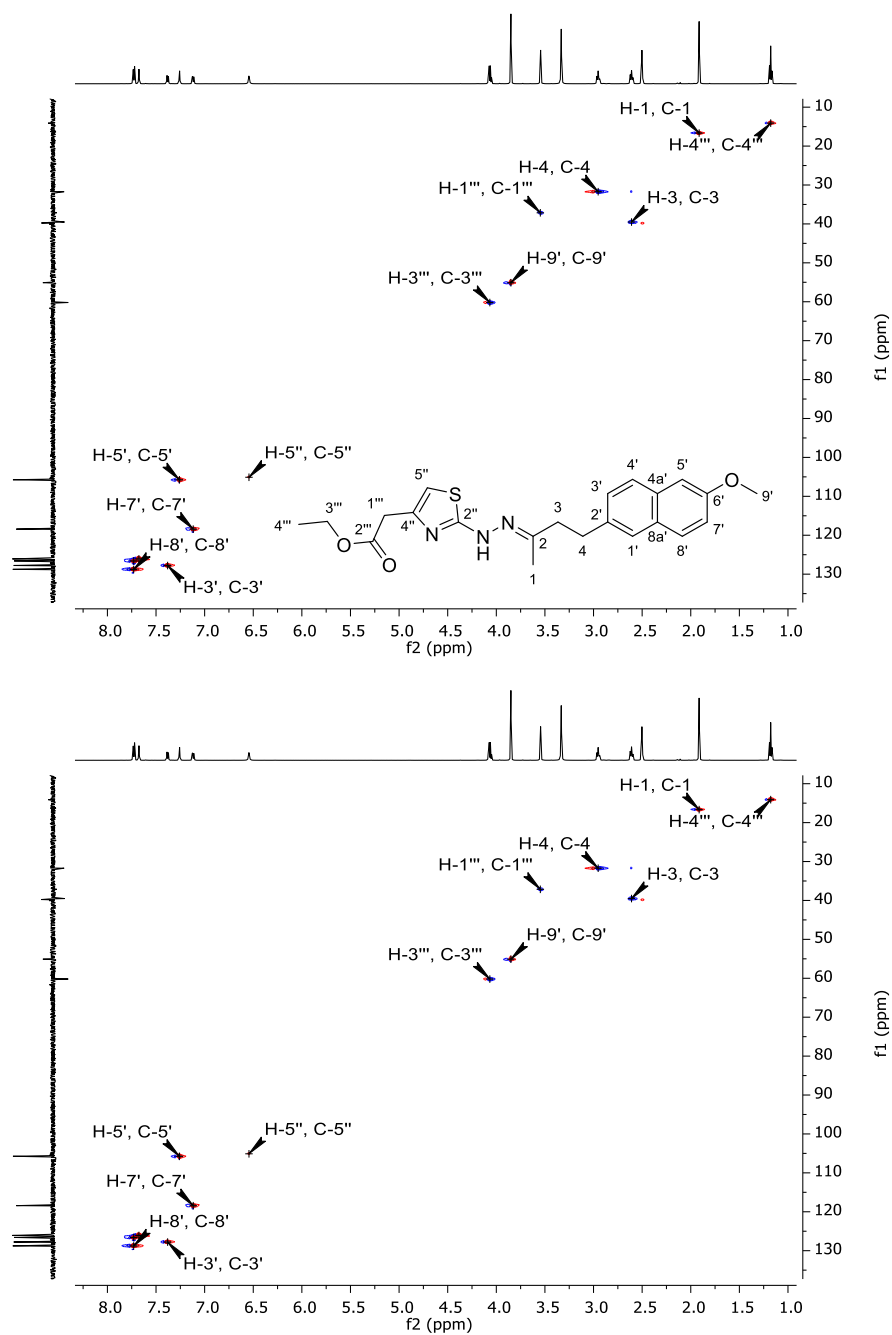 H-1, C-1
H-4''', C-4'''
H-4, C-4
H-1''', C-1'''
H-3, C-3
H-9', C-9'
H-3''', C-3'''
H-5', C-5'
H-5'', C-5''
H-7', C-7'
H-8', C-8'
H-3', C-3'
5'' 4' 5'
S 3' 4a' O 9'
1''' 3 6'
3''' 2''' 4'' N 2'' N 2' 7'
4''' O N H 2 4 1' 8a' 8'
O 1
10
20
30
40
50
60
70
80
90
100
110
120
130
f1 (ppm)
8.0 7.5 7.0 6.5 6.0 5.5 5.0 4.5 4.0 3.5 3.0 2.5 2.0 1.5 1.0
f2 (ppm)
H-1, C-1
H-4''', C-4'''
H-4, C-4
H-1''', C-1'''
H-3, C-3
H-9', C-9'
H-3''', C-3'''
H-5', C-5'
H-5'', C-5''
H-7', C-7'
H-8', C-8'
H-3', C-3'
10
20
30
40
50
60
70
80
90
100
110
120
130
f1 (ppm)
8.0 7.5 7.0 6.5 6.0 5.5 5.0 4.5 4.0 3.5 3.0 2.5 2.0 1.5 1.0
f2 (ppm)